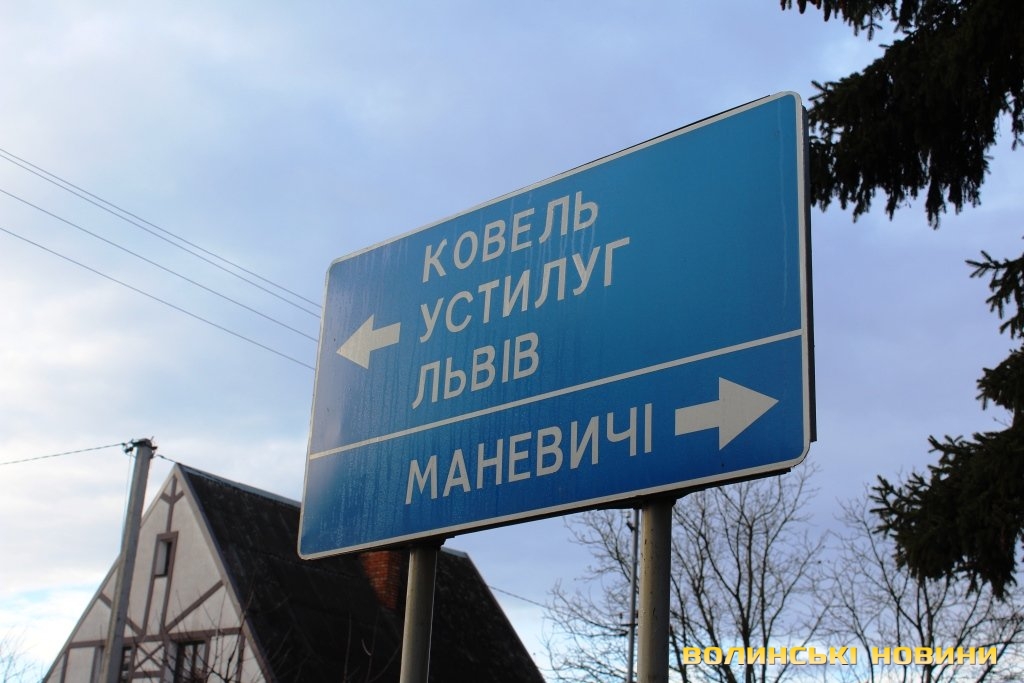 КОВЕЛЬ
УСТИЛУГ
ЛЬВІВ
МАНЕВИЧІ
ВОЛИНСЬКІ НОВИНИ